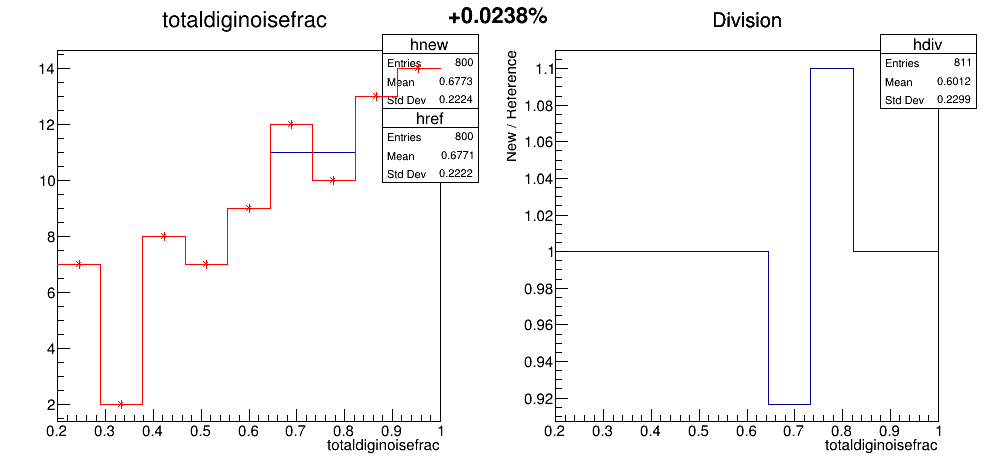 totaldiginoisefrac
+0.0238%
Division
hnew
Entries 800
Mean 0.6773
Std Dev 0.2224
href
Entries 800
Mean 0.6771
Std Dev 0.2222
14
12
10
8
6
4
2
0.2 0.3 0.4 0.5 0.6 0.7 0.8 0.9 1
totaldiginoisefrac
hdiv
Entries 811
Mean 0.6012
Std Dev 0.2299
New / Reference
1.1
1.08
1.06
1.04
1.02
1
0.98
0.96
0.94
0.92
0.2 0.3 0.4 0.5 0.6 0.7 0.8 0.9 1
totaldiginoisefrac